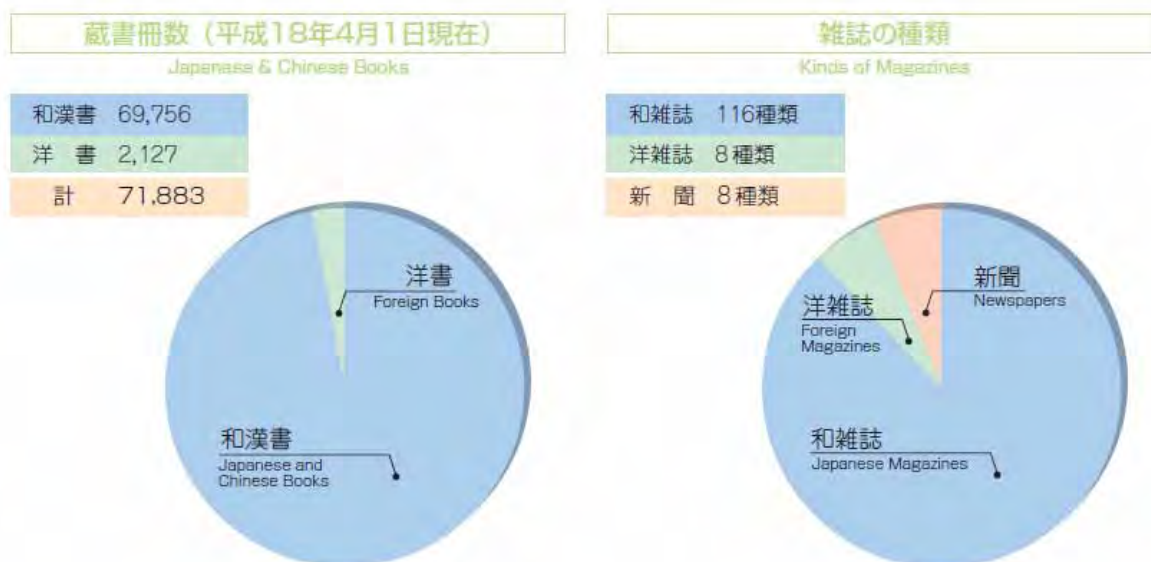 蔵書冊数（平成18年4月1日現在）
Japanese & Chinese Books
和漢書 69,756
洋 書 2,127
計 71,883
洋書
Foreign Books
和漢書
Japanese and
Chinese Books
雑誌の種類
Kinds of Magazines
和雑誌 116種類
洋雑誌 8種類
新 聞 8種類
新聞
Newspapers
洋雑誌
Foreign
Magazines
和雑誌
Japanese Magazines